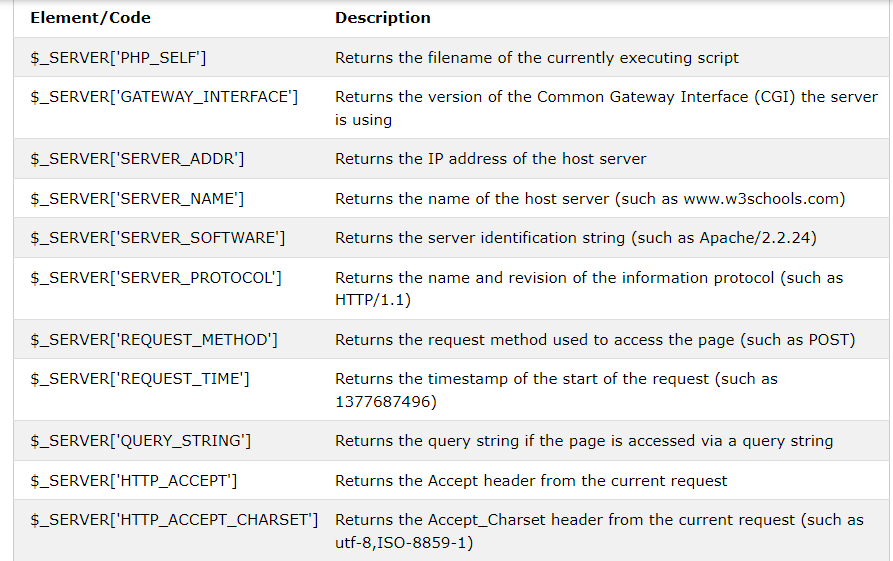 Element/Code Description
$_SERVER['PHP_SELF'] Returns the filename of the currently executing script
$_SERVER['GATEWAY_INTERFACE'] Returns the version of the Common Gateway Interface (CGI) the server
is using
$_SERVER['SERVER_ADDR'] Returns the IP address of the host server
$_SERVER['SERVER_NAME'] Returns the name of the host server (such as www.w3schools.com)
$_SERVER['SERVER_SOFTWARE'] Returns the server identification string (such as Apache/2.2.24)
$_SERVER['SERVER_PROTOCOL'] Returns the name and revision of the information protocol (such as
HTTP/1.1)
$_SERVER['REQUEST_METHOD'] Returns the request method used to access the page (such as POST)
$_SERVER['REQUEST_TIME'] Returns the timestamp of the start of the request (such as
1377687496)
$_SERVER['QUERY_STRING'] Returns the query string if the page is accessed via a query string
$_SERVER['HTTP_ACCEPT'] Returns the Accept header from the current request
$_SERVER['HTTP_ACCEPT_CHARSET'] Returns the Accept_Charset header from the current request (such as
utf-8,ISO-8859-1)